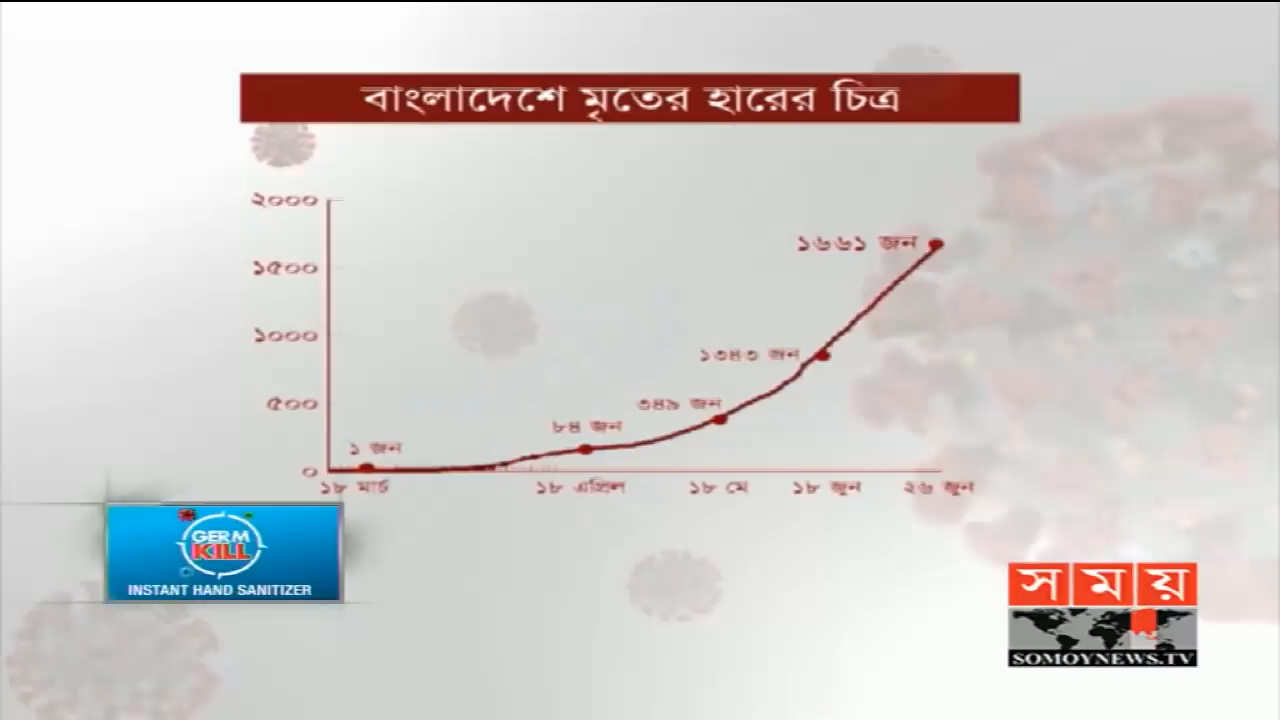 বাংলাদেশে মৃতের হারের চিত্র
২০০০
১৫০০
১০০০
৫০০
০
১ জন
৮৪ জন
৩৪৯ জন
১৩৪৩ জন
১৬৬১ জন
১৮ মার্চ
১৮ এপ্রিল
১৮ মে
১৮ জুন
২৬ জুন
GERM
KILL
INSTANT HAND SANITIZER
সময়
SOMOYNEWS.TV